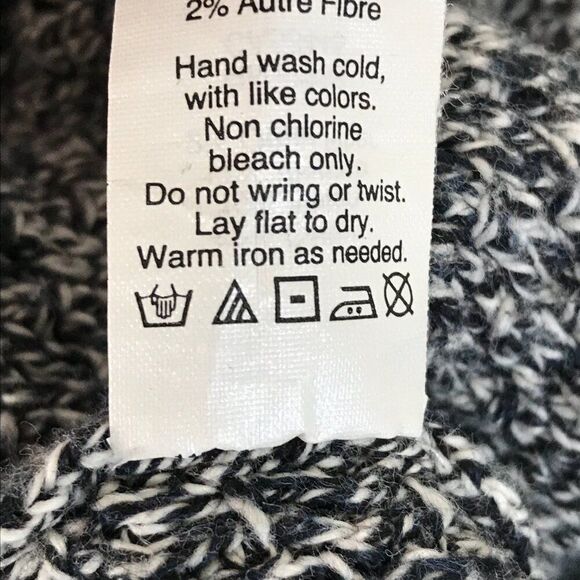 2% Autre Fibre
Hand wash cold,
with like colors.
Non chlorine
bleach only.
Do not wring or twist.
Lay flat to dry.
Warm iron as needed.